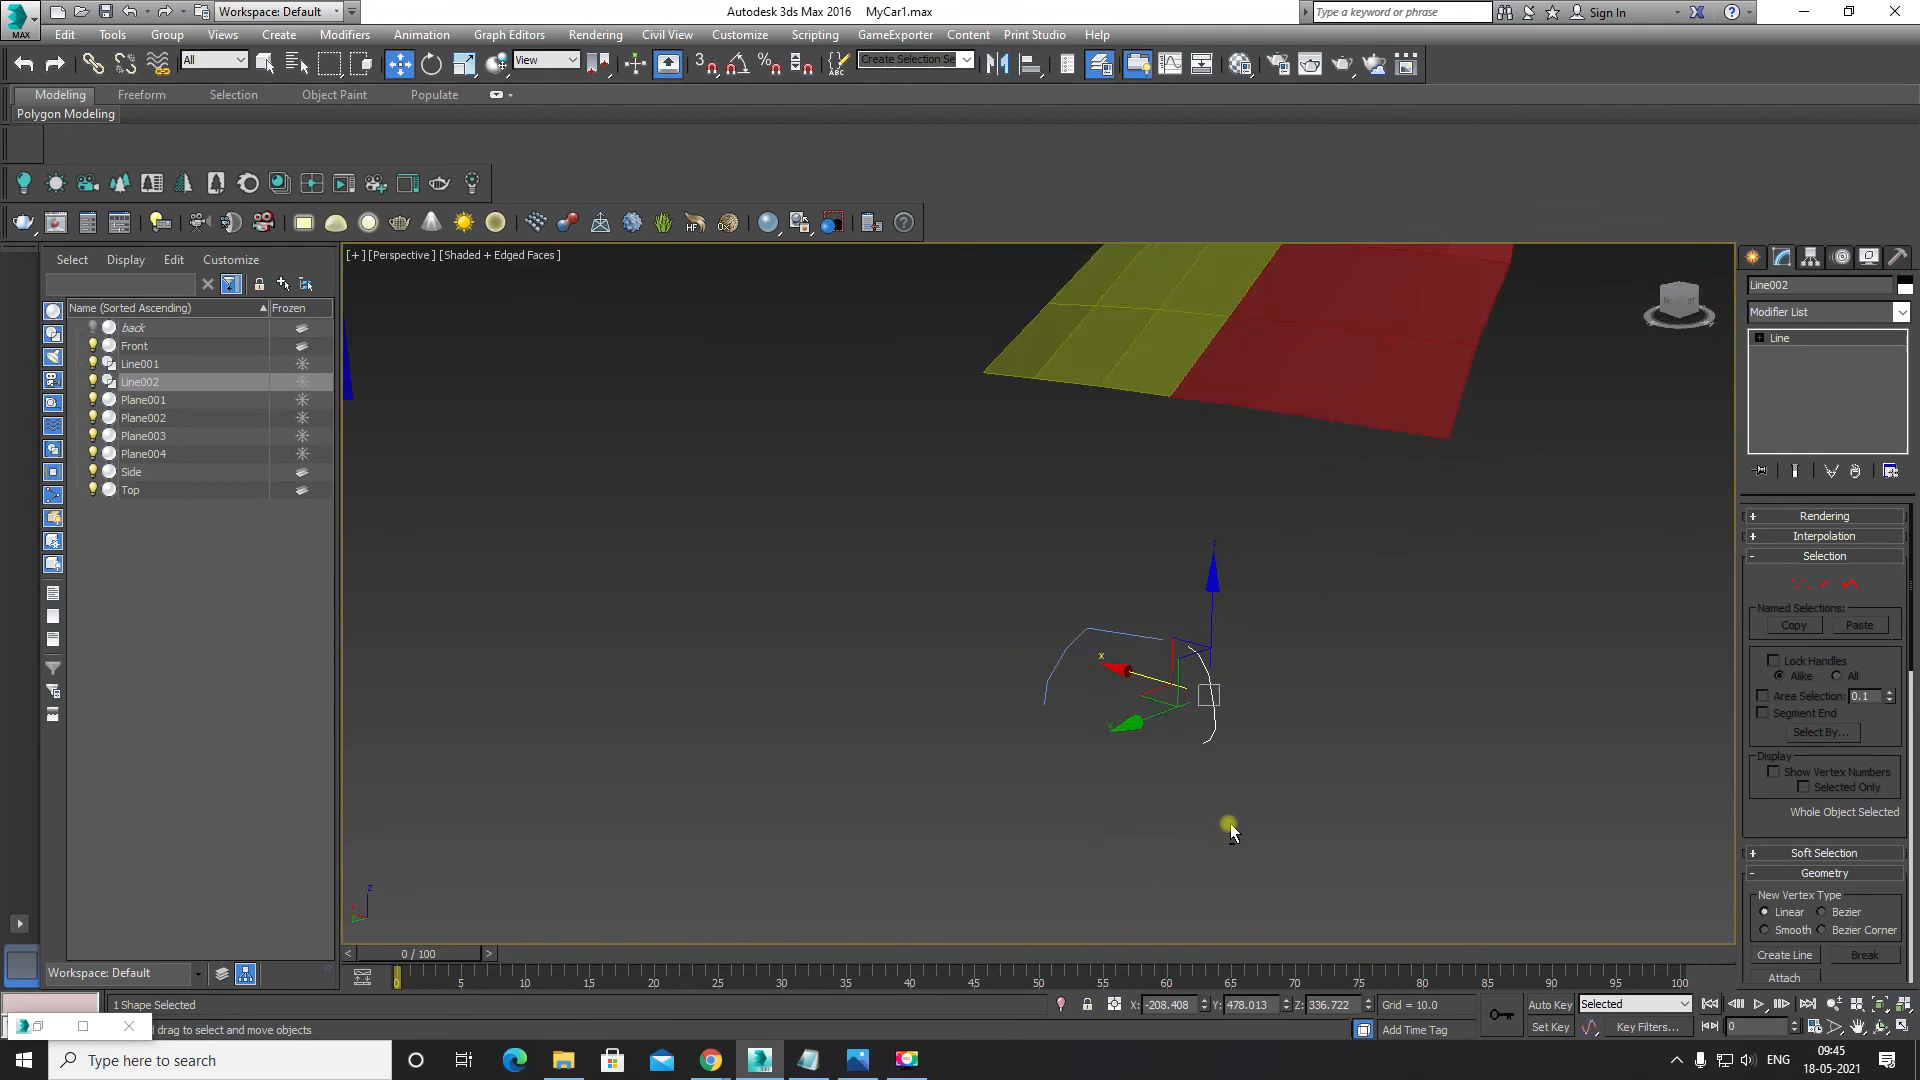 MAX
Workspace: Default
Autodesk 3ds Max 2016 MyCar1.max
Type a keyword or phrase
Sign In
Edit Tools Group Views Create Modifiers Animation Graph Editors Rendering Civil View Customize Scripting GameExporter Content Print Studio Help
All
View
Create Selection Se
Modeling Freeform Selection Object Paint Populate
Polygon Modeling
Select Display Edit Customize
[+] [Perspective ] [Shaded + Edged Faces ]
Name (Sorted Ascending) Frozen
back
Front
Line001
Line002
Plane001
Plane002
Plane003
Plane004
Side
Top
x
y
z
z
Line002
Modifier List
Line
Rendering
Interpolation
Selection
Named Selections:
Copy Paste
Lock Handles
Alike All
Area Selection: 0.1
Segment End
Select By...
Display
Show Vertex Numbers
Selected Only
Whole Object Selected
Soft Selection
Geometry
New Vertex Type
Linear Bezier
Smooth Bezier Corner
Create Line Break
Attach
0 / 100
Workspace: Default
0 5 10 15 20 25 30 35 40 45 50 55 60 65 70 75 80 85 90 95 100
1 Shape Selected
X: -208.408 Y: 478.013 Z: 336.722 Grid = 10.0
Auto Key Selected
drag to select and move objects
Add Time Tag
Set Key Key Filters... 0
Type here to search
ENG
09:45
18-05-2021